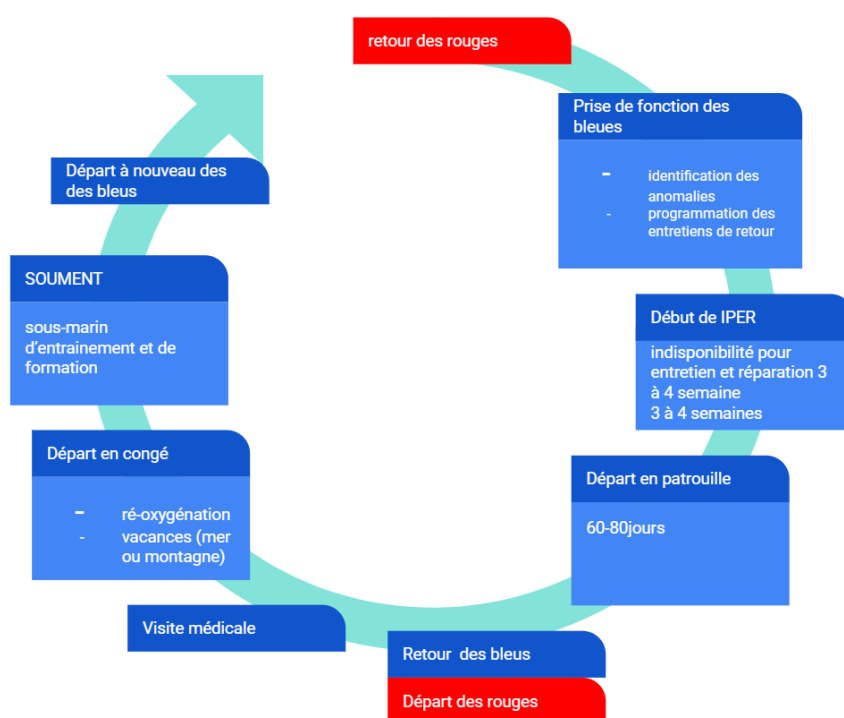 retour des rouges
Prise de fonction des
bleues
- identification des
anomalies
- programmation des
entretiens de retour
Début de IPER
indisponibilité pour
entretien et réparation 3
à 4 semaine
3 à 4 semaines
Départ en patrouille
60-80jours
Retour des bleus
Départ des rouges
Visite médicale
Départ en congé
- ré-oxygénation
- vacances (mer
ou montagne)
SOUMENT
sous-marin
d'entrainement et de
formation
Départ à nouveau des
des bleus